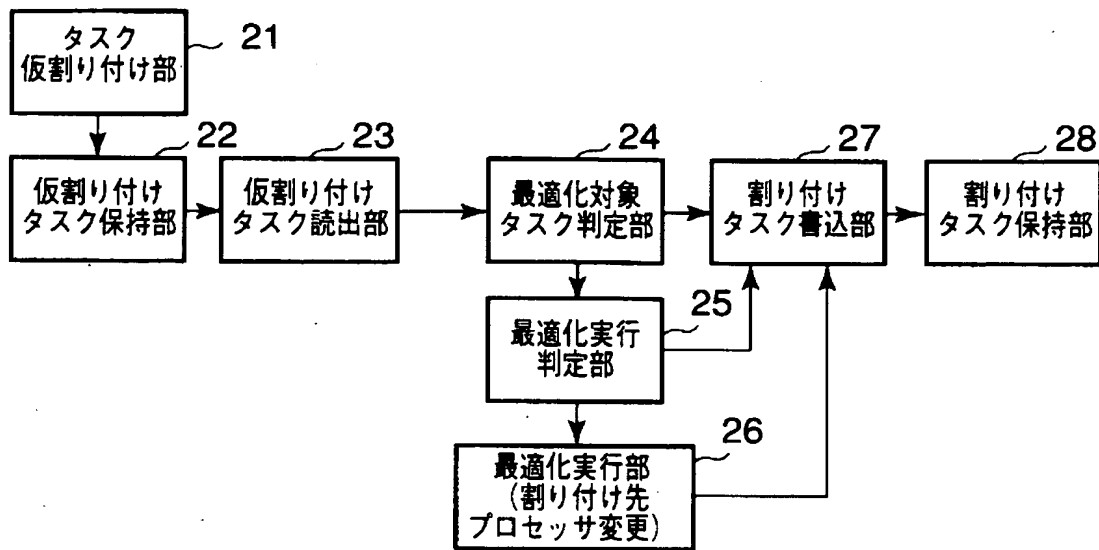 タスク
仮割り付け部
21
22
仮割り付け
タスク保持部
23
仮割り付け
タスク読出部
24
最適化対象
タスク判定部
27
割り付け
タスク書込部
28
割り付け
タスク保持部
25
最適化実行
判定部
26
最適化実行部
(割り付け先
プロセッサ変更)